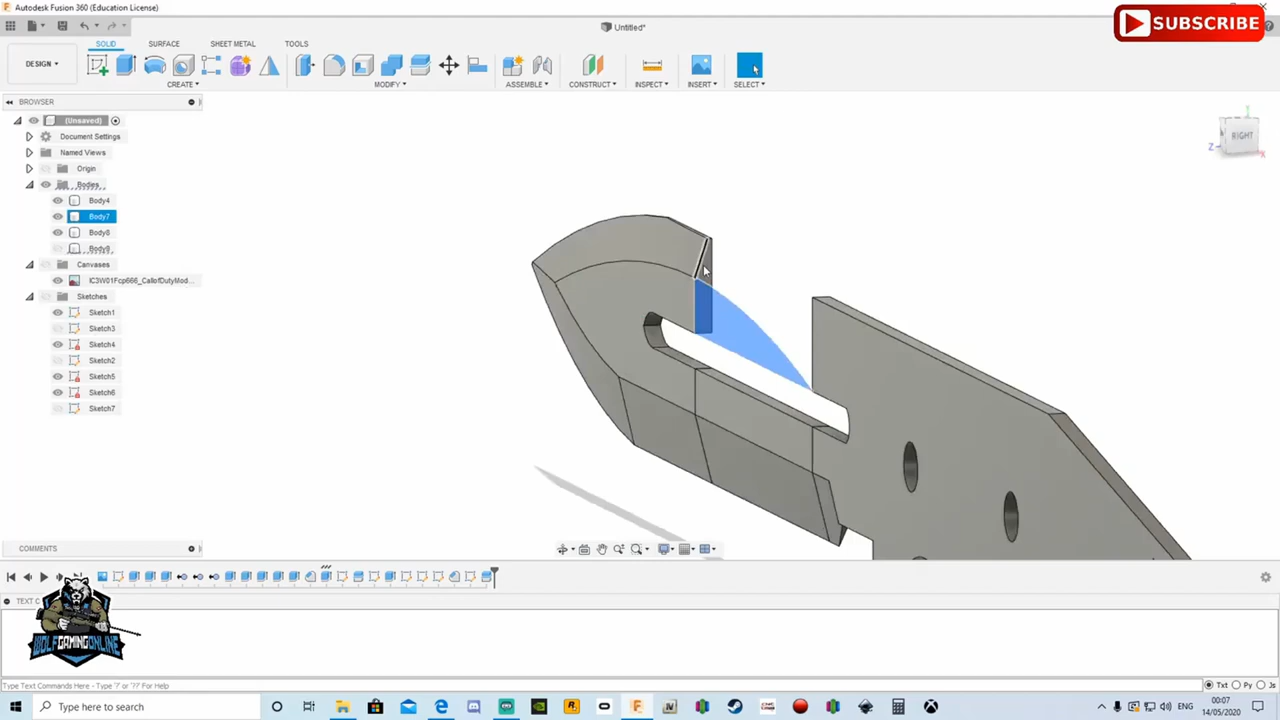 Autodesk Fusion 360 (Education License)
Untitled*
SUBSCRIBE
SOLID SURFACE SHEET METAL TOOLS
DESIGN
CREATE MODIFY ASSEMBLE CONSTRUCT INSPECT INSERT SELECT
BROWSER
(Unsaved)
Document Settings
Named Views
Origin
Bodies
Body4
Body7
Body8
Body9
Canvases
IC3W01Fcp666_CallofDutyMod...
Sketches
Sketch1
Sketch3
Sketch4
Sketch2
Sketch5
Sketch6
Sketch7
RIGHT
Z
Y
X
COMMENTS
TEXT C
WOLFGAMINGONLINE
Type Text Commands Here - Type '?' or '??' For Help
Txt Py Js
Type here to search
ENG
00:07
14/05/2020